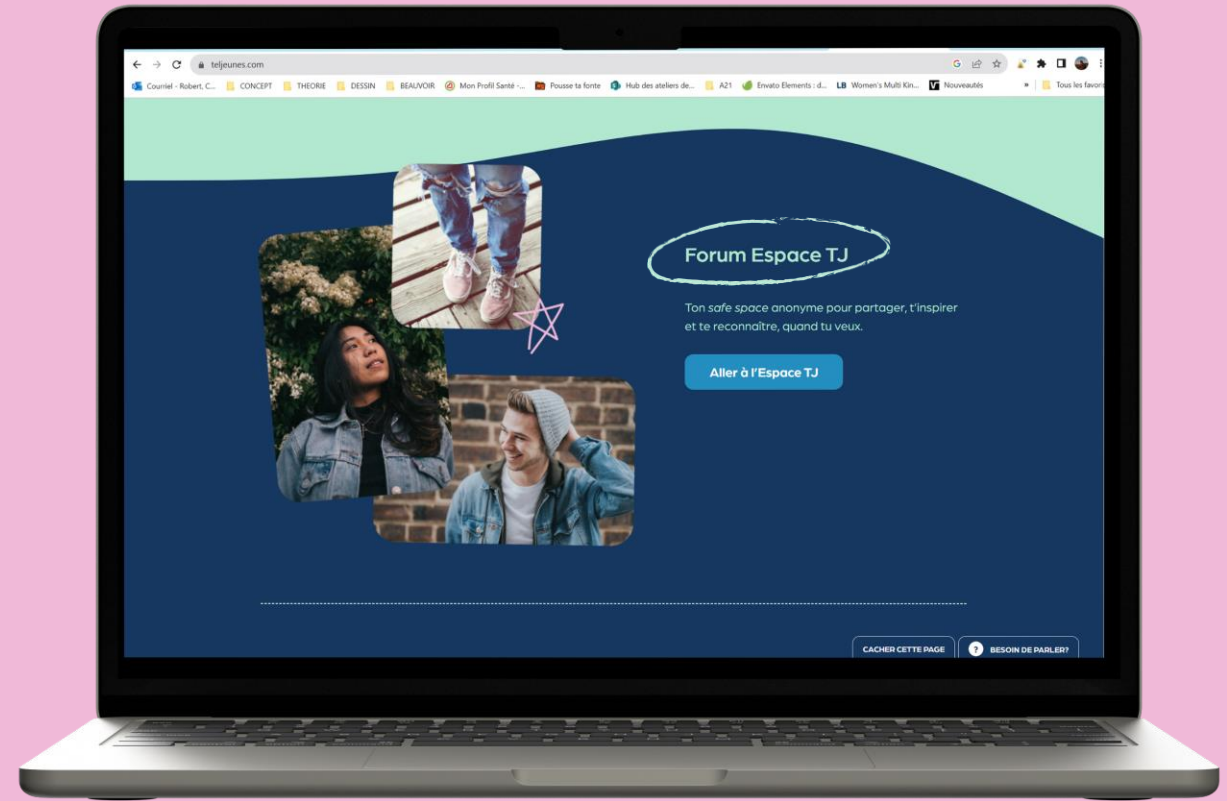 teljeunes.com
Courriel - Robert, C... CONCEPT THEORIE DESSIN BEAUVOIR Mon Profil Santé -... Pousse ta fonte Hub des ateliers de... A21 Envato Elements : d... LB Women's Multi Kin... Nouveautés » Tous les favoris
Forum Espace TJ
Ton safe space anonyme pour partager, t'inspirer
et te reconnaître, quand tu veux.
Aller à l'Espace TJ
CACHER CETTE PAGE ? BESOIN DE PARLER?